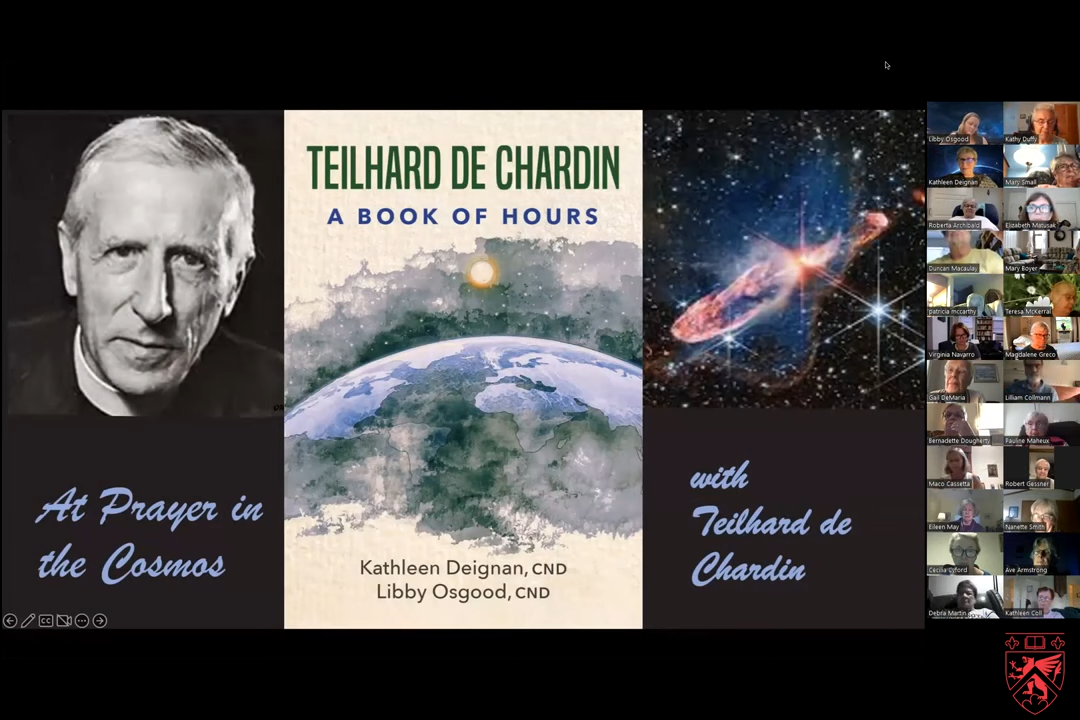 TEILHARD DE CHARDIN
A BOOK OF HOURS
Kathleen Deignan, CND
Libby Osgood, CND
At Prayer in
the Cosmos
with
Teilhard de
Chardin
CC
Libby Osgood
Kathy Duffy
Kathleen Deignan
Mary Small
Roberta Archibald
Elizabeth Matusak
Duncan Macaulay
Mary Boyer
patricia mccarthy
Teresa McKerral
Virginia Navarro
Magdalene Greco
Gail DeMaria
Lilliam Collmann
Bernadette Dougherty
Pauline Maheux
Maco Cassetta
Robert Gessner
Eileen May
Nanette Smith
Ave Armstrong
Debra Martin
Kathleen Coll